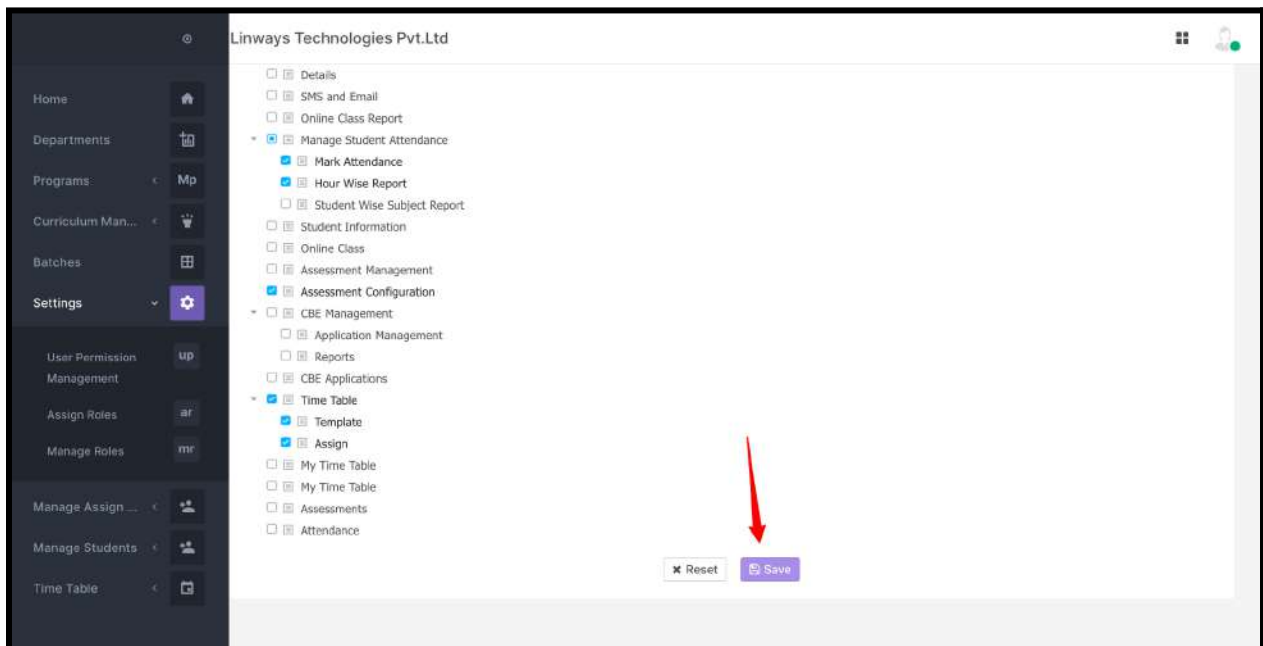 Linways Technologies Pvt.Ltd
Home
Departments
Programs
Mp
Curriculum Man...
Batches
Settings
User Permission
Management
up
Assign Roles
ar
Manage Roles
mr
Manage Assign ...
Manage Students
Time Table
Details
SMS and Email
Online Class Report
Manage Student Attendance
Mark Attendance
Hour Wise Report
Student Wise Subject Report
Student Information
Online Class
Assessment Management
Assessment Configuration
CBE Management
Application Management
Reports
CBE Applications
Time Table
Template
Assign
My Time Table
My Time Table
Assessments
Attendance
Reset
Save